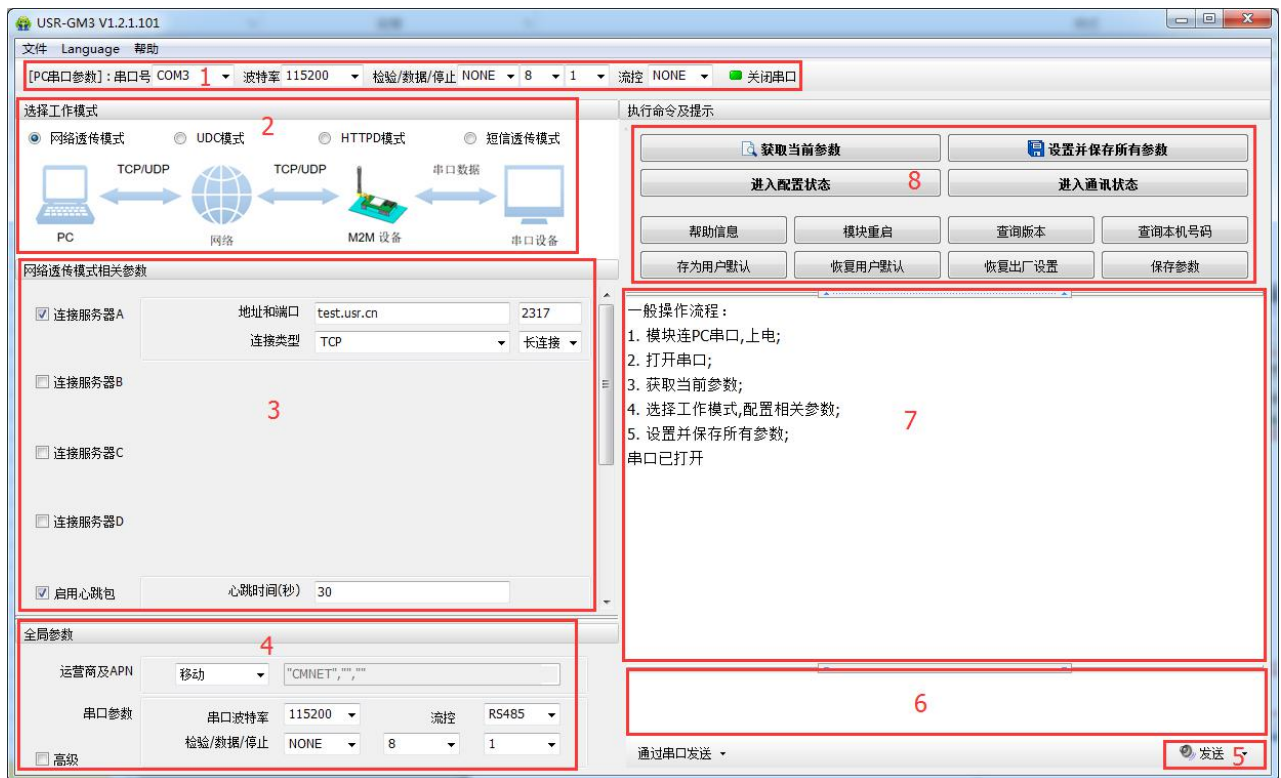 USR-GM3 V1.2.1.101
文件 Language 帮助
[PC串口参数]：串口号 COM3 1 波特率 115200 检验/数据/停止 NONE 8 1 流控 NONE 关闭串口
选择工作模式
2
网络透传模式 UDC模式 HTTPD模式 短信透传模式
TCP/UDP TCP/UDP 串口数据
PC 网络 M2M 设备 串口设备
网络透传模式相关参数
连接服务器A 地址和端口 test.usr.cn 2317
连接类型 TCP 长连接
连接服务器B
3
连接服务器C
连接服务器D
启用心跳包 心跳时间(秒) 30
全局参数
4
运营商及APN 移动 "CMNET","",""
串口参数 串口波特率 115200 流控 RS485
检验/数据/停止 NONE 8 1
高级
执行命令及提示
获取当前参数 设置并保存所有参数
进入配置状态 8 进入通讯状态
帮助信息 模块重启 查询版本 查询本机号码
存为用户默认 恢复用户默认 恢复出厂设置 保存参数
一般操作流程：
1. 模块连PC串口,上电;
2. 打开串口;
3. 获取当前参数;
4. 选择工作模式,配置相关参数;
7
5. 设置并保存所有参数;
串口已打开
6
通过串口发送 发送 5